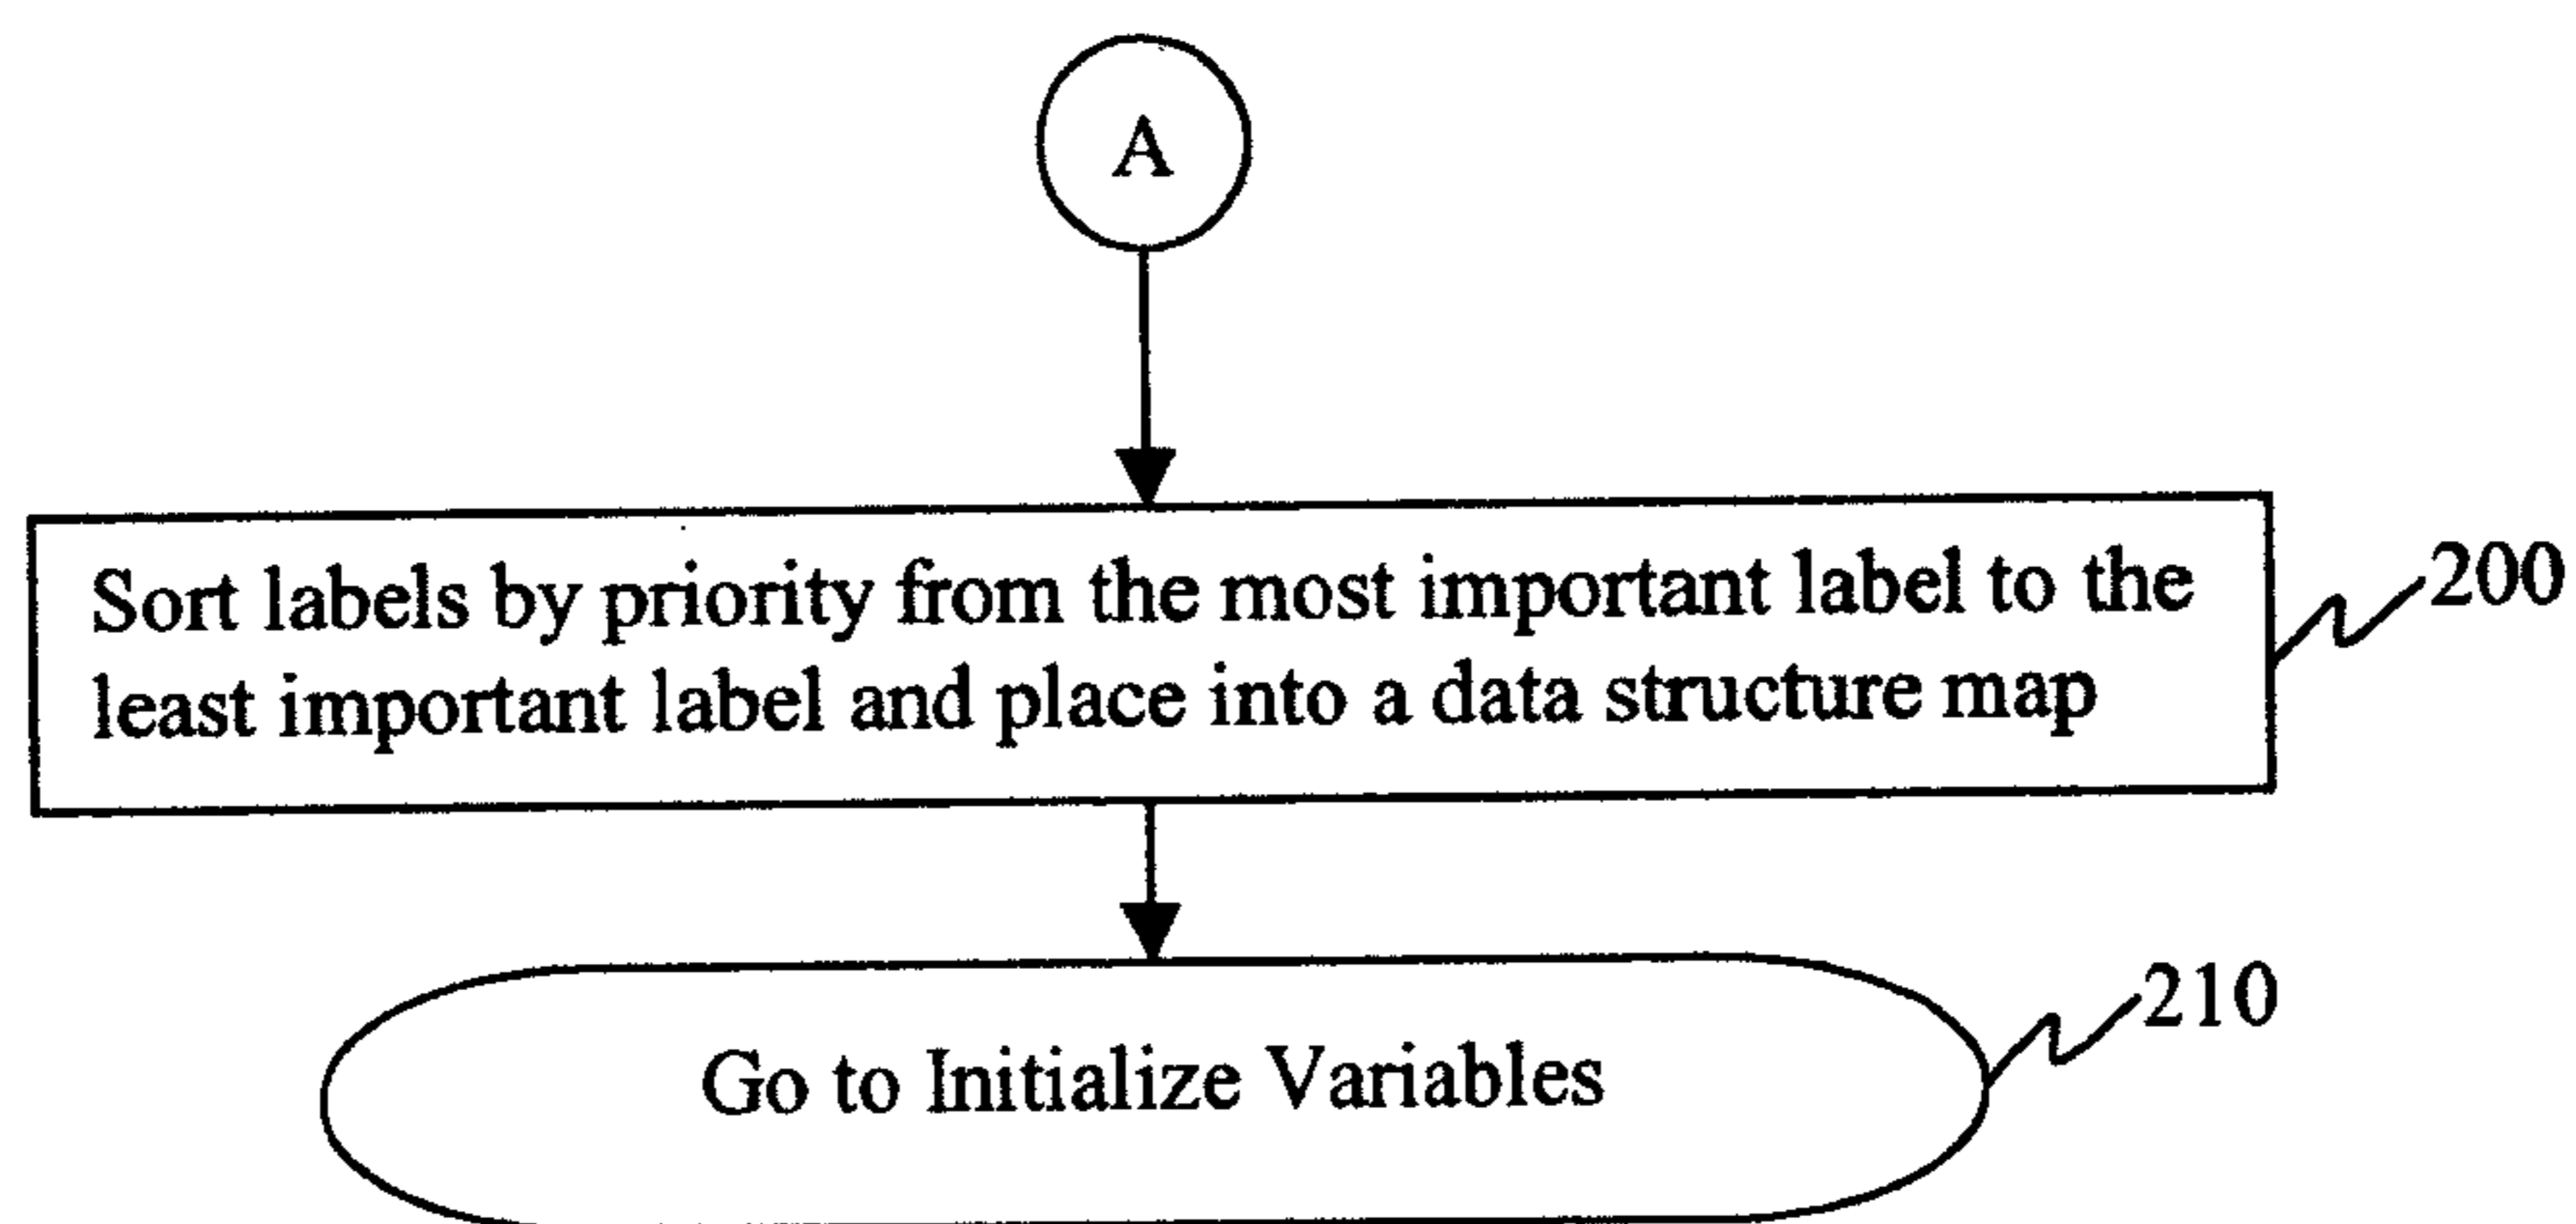 A
Sort labels by priority from the most important label to the
least important label and place into a data structure map
200
Go to Initialize Variables
210